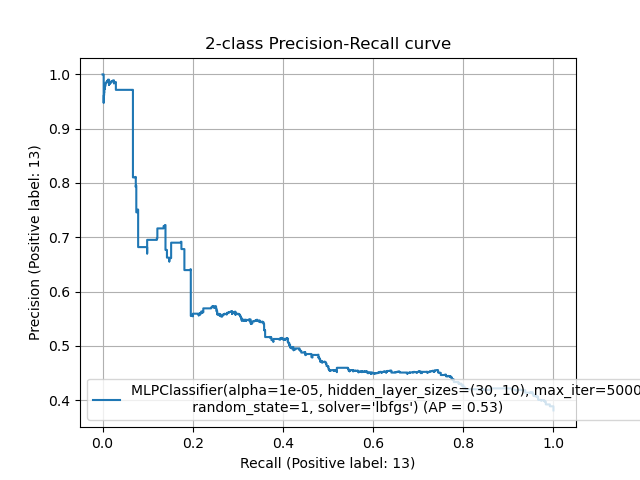 2-class Precision-Recall curve
1.0
0.9
0.8
0.7
0.6
0.5
0.4
Precision (Positive label: 13)
MLPClassifier(alpha=1e-05, hidden_layer_sizes=(30, 10), max_iter=5000
random_state=1, solver='lbfgs') (AP = 0.53)
0.0 0.2 0.4 0.6 0.8 1.0
Recall (Positive label: 13)